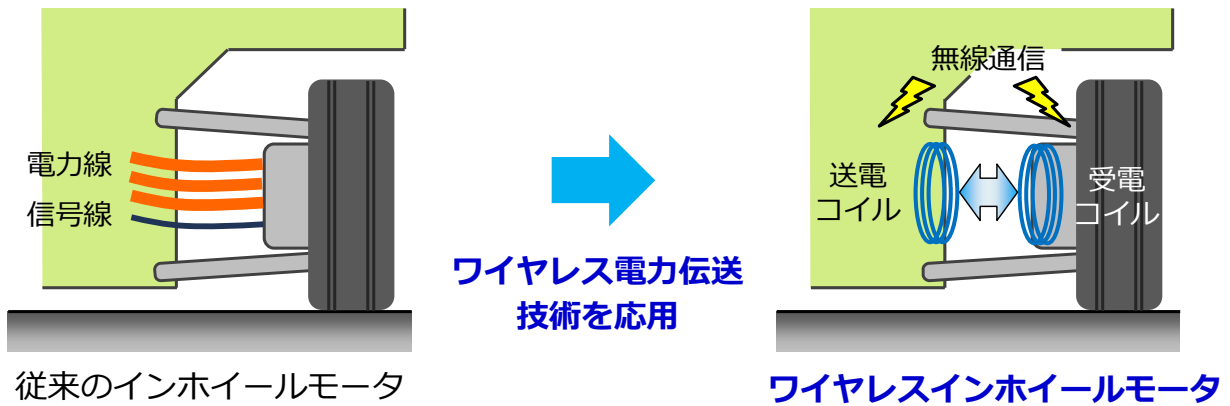 電力線
信号線
従来のインホイールモータ
ワイヤレス電力伝送
技術を応用
無線通信
送電
コイル
受電
コイル
ワイヤレスインホイールモータ